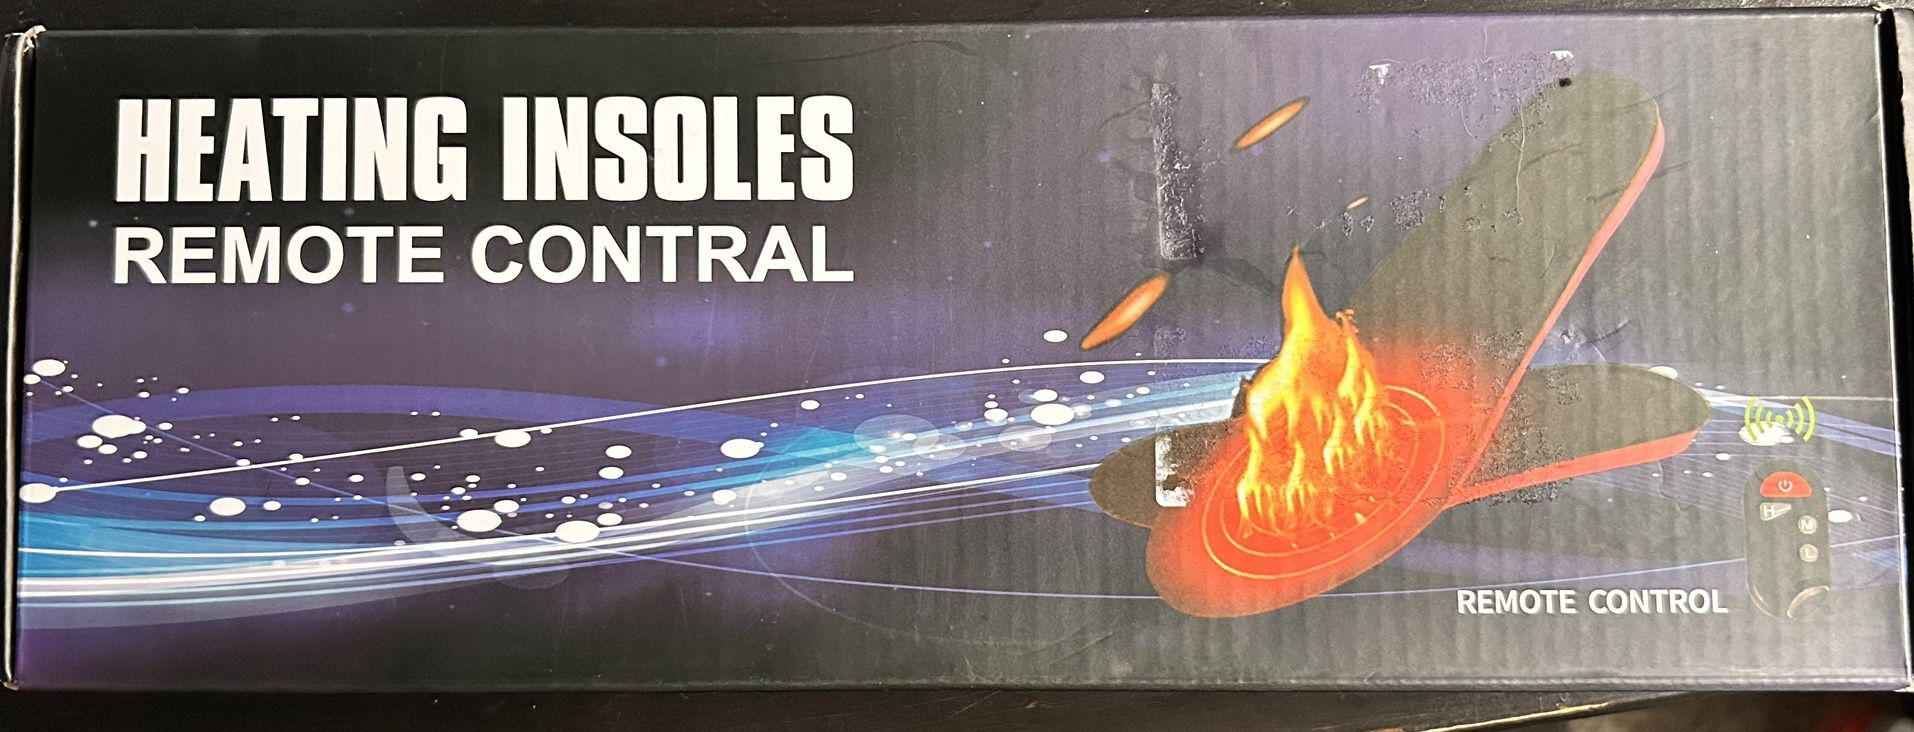 HEATING INSOLES
REMOTE CONTRAL
H
M
L
REMOTE CONTROL